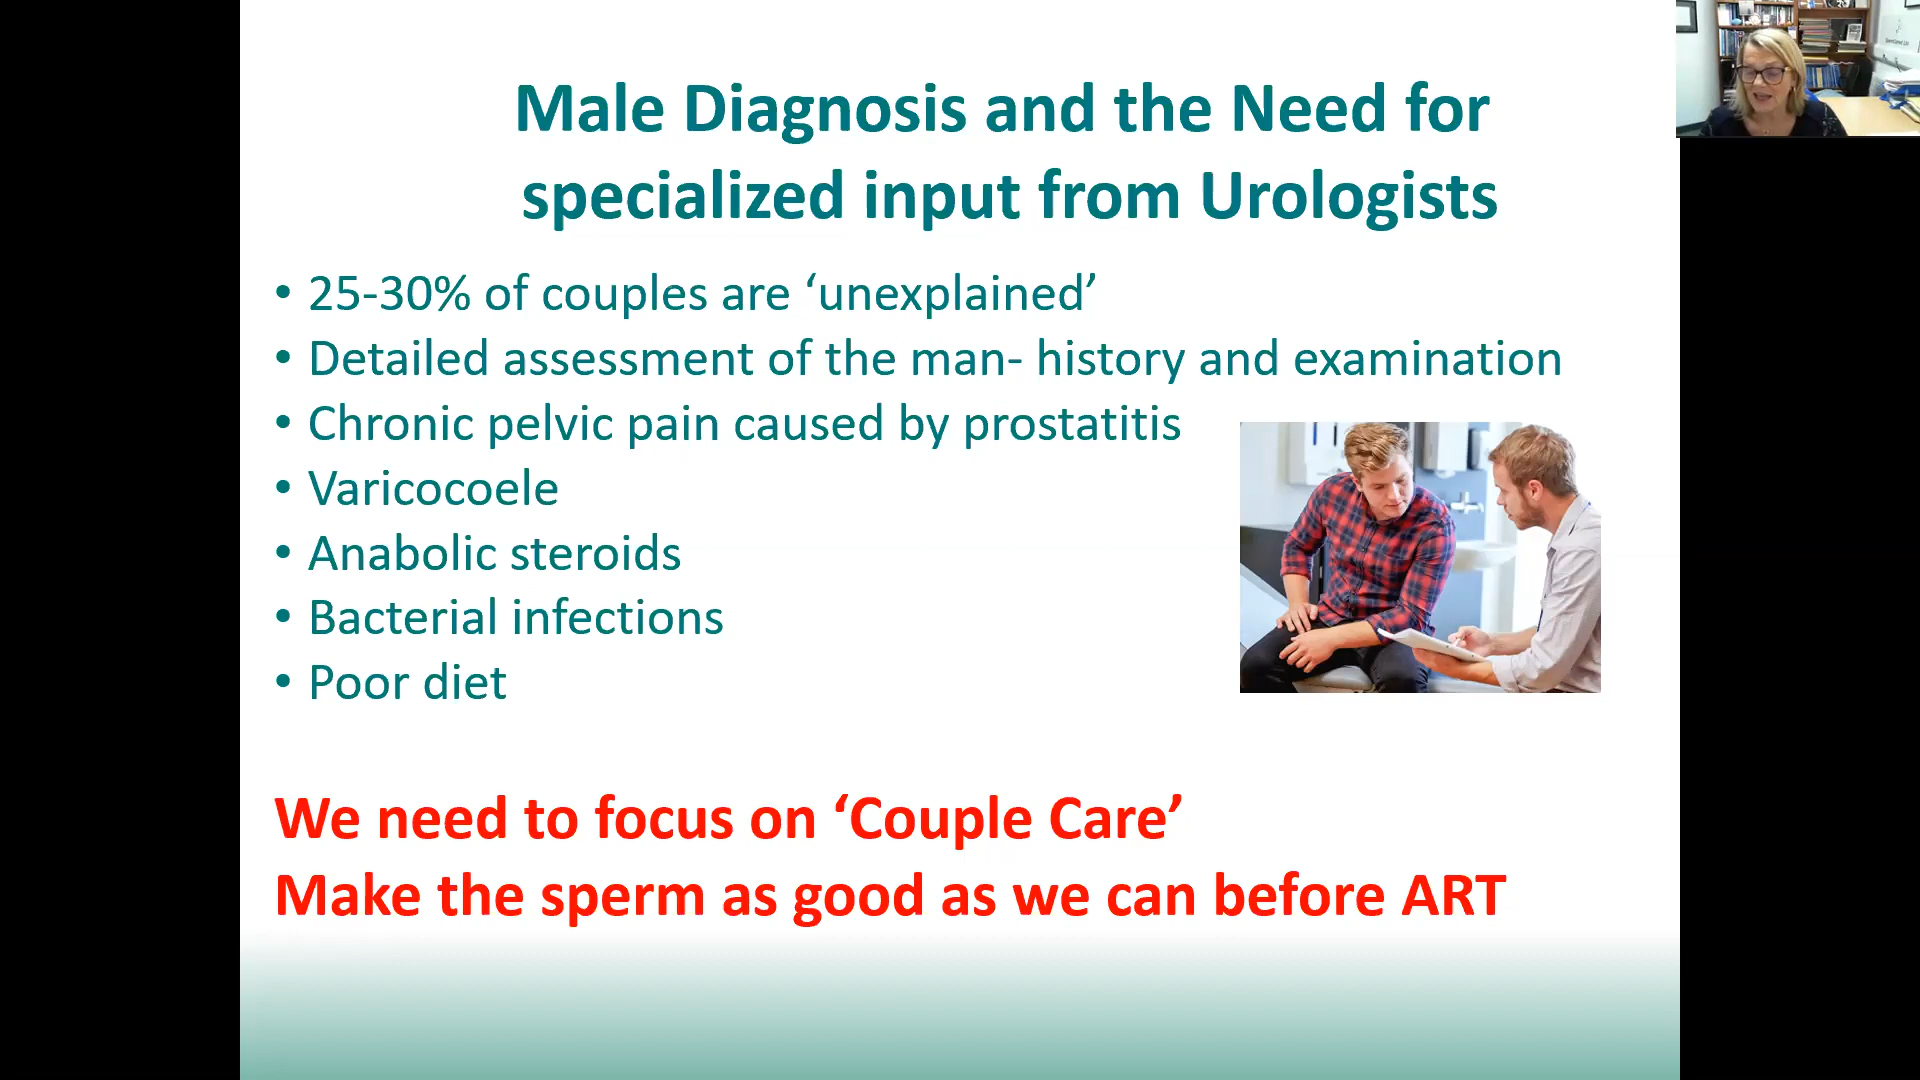 Male Diagnosis and the Need for
specialized input from Urologists
• 25-30% of couples are ‘unexplained’
• Detailed assessment of the man- history and examination
• Chronic pelvic pain caused by prostatitis
• Varicocoele
• Anabolic steroids
• Bacterial infections
• Poor diet
We need to focus on ‘Couple Care’
Make the sperm as good as we can before ART